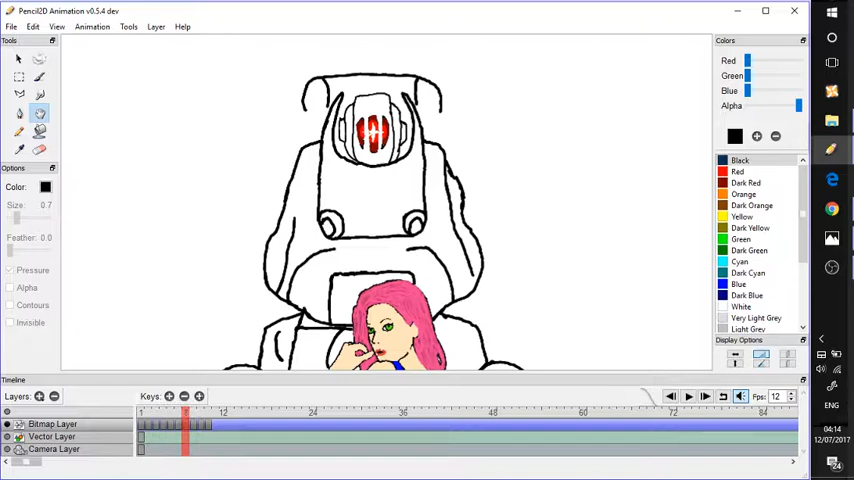 Pencil2D Animation v0.5.4 dev
File Edit View Animation Tools Layer Help
Tools
Options
Color:
Size: 0.7
Feather: 0.0
Pressure
Alpha
Contours
Invisible
Colors
Red
Green
Blue
Alpha
Black
Red
Dark Red
Orange
Dark Orange
Yellow
Dark Yellow
Green
Dark Green
Cyan
Dark Cyan
Blue
Dark Blue
White
Very Light Grey
Light Grey
Display Options
Timeline
Layers: Keys: Fps: 12
1 12 24 36 48 60 72 84
Bitmap Layer
Vector Layer
Camera Layer
ENG
04:14
12/07/2017
24